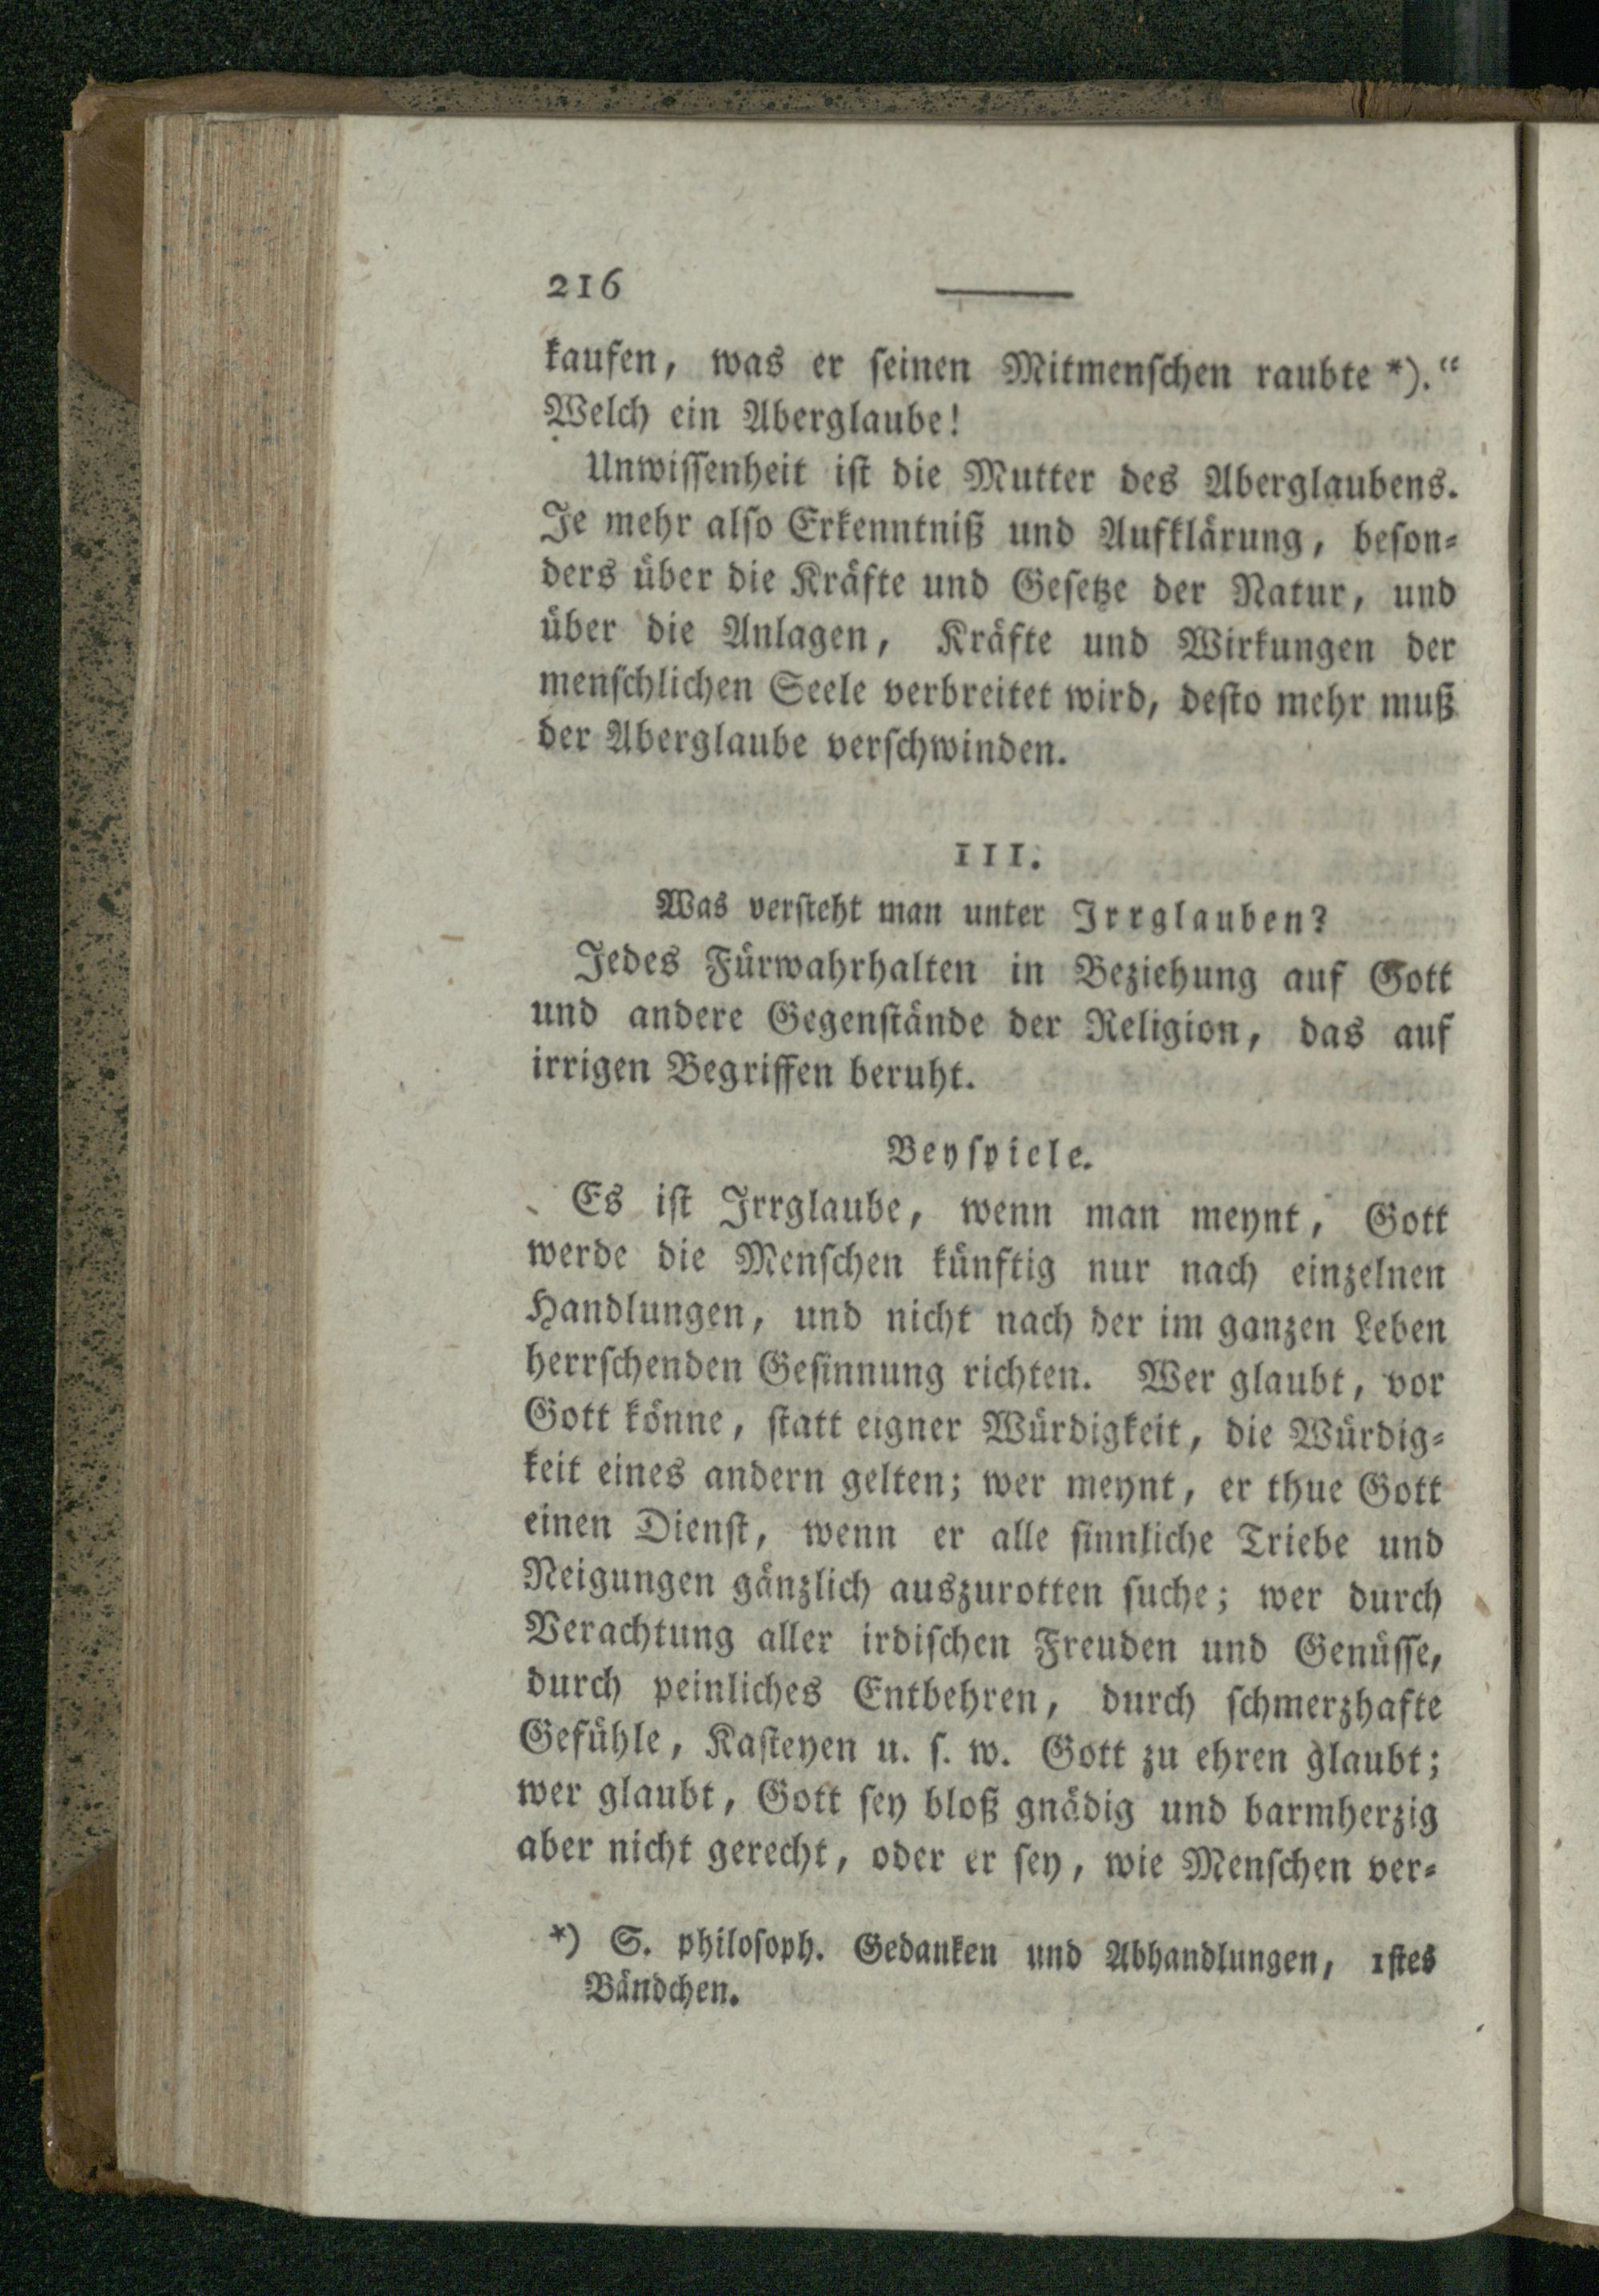 216
kaufen, was er ſeinen Mitmenſchen raubte *).“
Welch ein Aberglaube!
Unwiſſenheit iſt die Mutter des Aberglaubens.
Je mehr alſo Erkenntniß und Aufklärung, beſon⸗
ders über die Kräfte und Geſetze der Natur, und
über die Anlagen, Kräfte und Wirkungen der
menſchlichen Seele verbreitet wird, deſto mehr muß
der Aberglaube verſchwinden.
111.
Was verſteht man unter Irrglauben?
Jedes Fürwahrhalten in Beziehung auf Gott
und andere Gegenſtände der Religion, das auf
irrigen Begriffen beruht.
Beyſpiele.
Es iſt Irrglaube, wenn man meynt, Gott
werde die Menſchen künftig nur nach einzelnen
Handlungen, und nicht nach der im ganzen Leben
herrſchenden Geſinnung richten. Wer glaubt, vor
Gott könne, ſtatt eigner Würdigkeit, die Würdig⸗
keit eines andern gelten; wer meynt, er thue Gott
einen Dienſt, wenn er alle ſinnliche Triebe und
Neigungen gänzlich auszurotten ſuche; wer durch
Verachtung aller irdiſchen Freuden und Genüſſe,
durch peinliches Entbehren, durch ſchmerzhafte
Gefühle, Kaſteyen u. ſ. w. Gott zu ehren glaubt;
wer glaubt, Gott ſey bloß gnädig und barmherzig
aber nicht gerecht, oder er ſey, wie Menſchen ver⸗
*) S. philoſoph. Gedanken und Abhandlungen, 1ſtes
Bändchen.